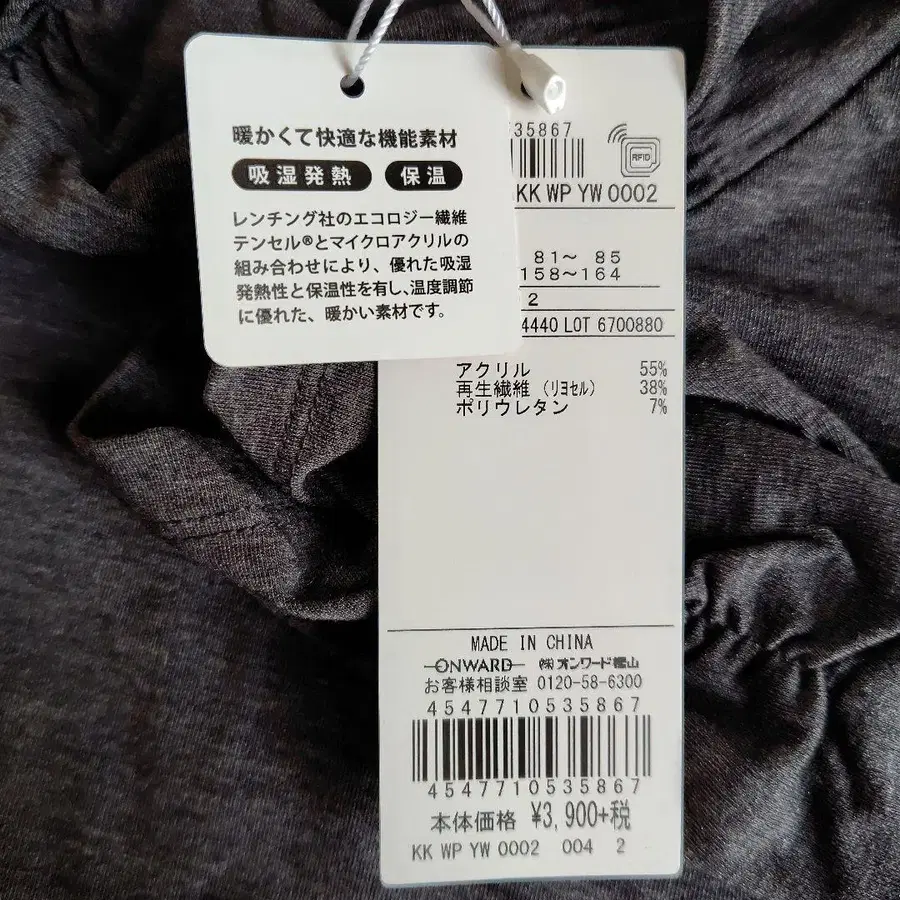 暖かくて快適な機能素材
吸湿発熱 保温
レンチング社のエコロジー繊維
テンセル®とマイクロアクリルの
組み合わせにより、優れた吸湿
発熱性と保温性を有し、温度調節
に優れた、暖かい素材です。
35867
RFID
KK WP YW 0002
81～ 85
158～164
2
4440 LOT 6700880
アクリル 55%
再生繊維 (リヨセル) 38%
ポリウレタン 7%
MADE IN CHINA
ONWARD ㈱オンワード樫山
お客様相談室 0120-58-6300
4547710535867
4547710535867
本体価格 ¥3,900+税
KK WP YW 0002 004 2